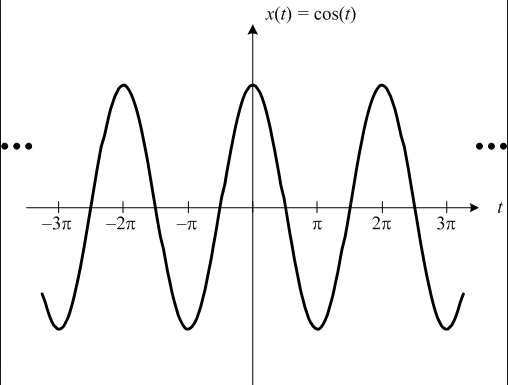 x(t) = cos(t)
–3π –2π –π π 2π 3π t